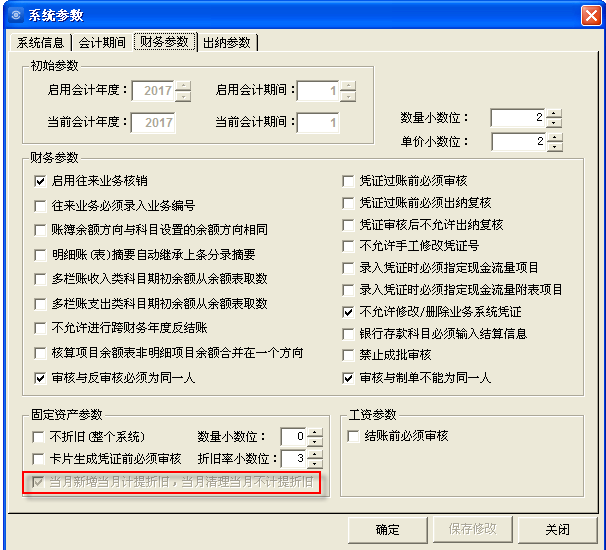 系统参数
系统信息 会计期间 财务参数 出纳参数
初始参数
启用会计年度： 2017 启用会计期间： 1
当前会计年度： 2017 当前会计期间： 1
数量小数位： 2
单价小数位： 2
财务参数
启用往来业务核销
往来业务必须录入业务编号
账簿余额方向与科目设置的余额方向相同
明细账(表)摘要自动继承上条分录摘要
多栏账收入类科目期初余额从余额表取数
多栏账支出类科目期初余额从余额表取数
不允许进行跨财务年度反结账
核算项目余额表非明细项目余额合并在一个方向
审核与反审核必须为同一人
凭证过账前必须审核
凭证过账前必须出纳复核
凭证审核后不允许出纳复核
不允许手工修改凭证号
录入凭证时必须指定现金流量项目
录入凭证时必须指定现金流量附表项目
不允许修改/删除业务系统凭证
银行存款科目必须输入结算信息
禁止成批审核
审核与制单不能为同一人
固定资产参数
不折旧(整个系统) 数量小数位： 0
卡片生成凭证前必须审核 折旧率小数位： 3
当月新增当月计提折旧，当月清理当月不计提折旧
工资参数
结账前必须审核
确定 保存修改 关闭